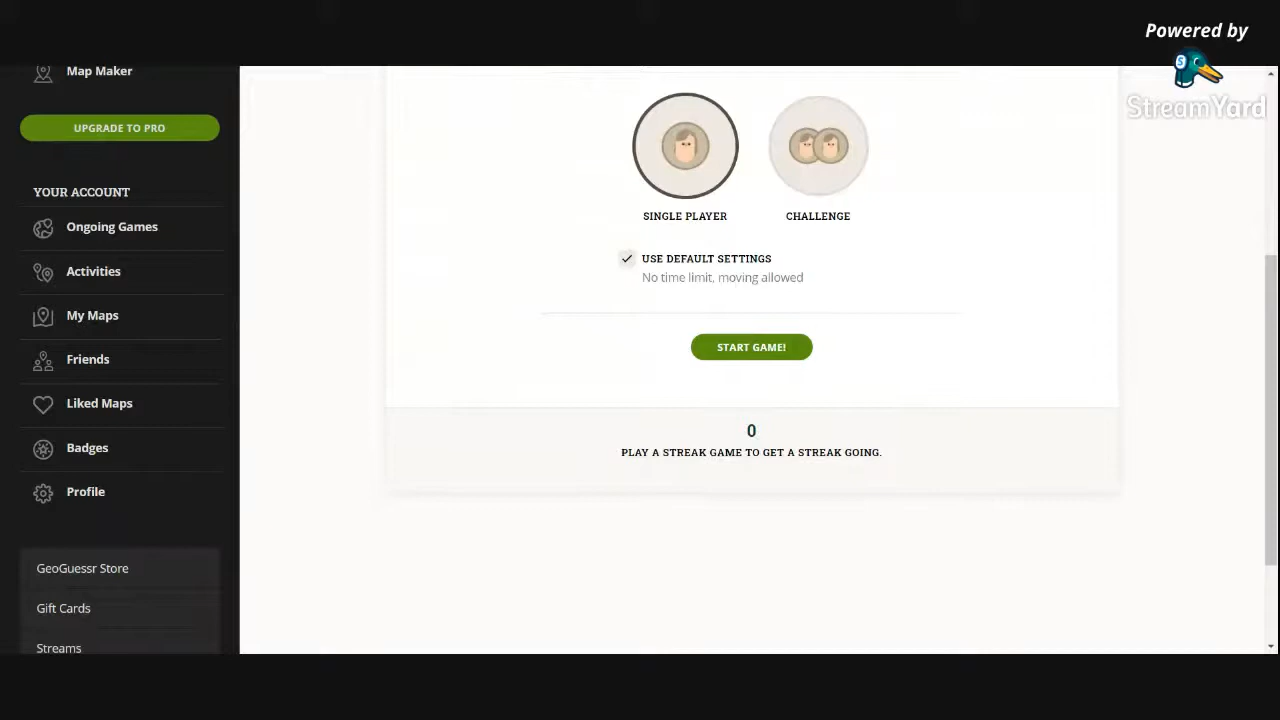 Powered by
StreamYard
Map Maker
UPGRADE TO PRO
YOUR ACCOUNT
Ongoing Games
Activities
My Maps
Friends
Liked Maps
Badges
Profile
GeoGuessr Store
Gift Cards
Streams
SINGLE PLAYER
CHALLENGE
USE DEFAULT SETTINGS
No time limit, moving allowed
START GAME!
0
PLAY A STREAK GAME TO GET A STREAK GOING.